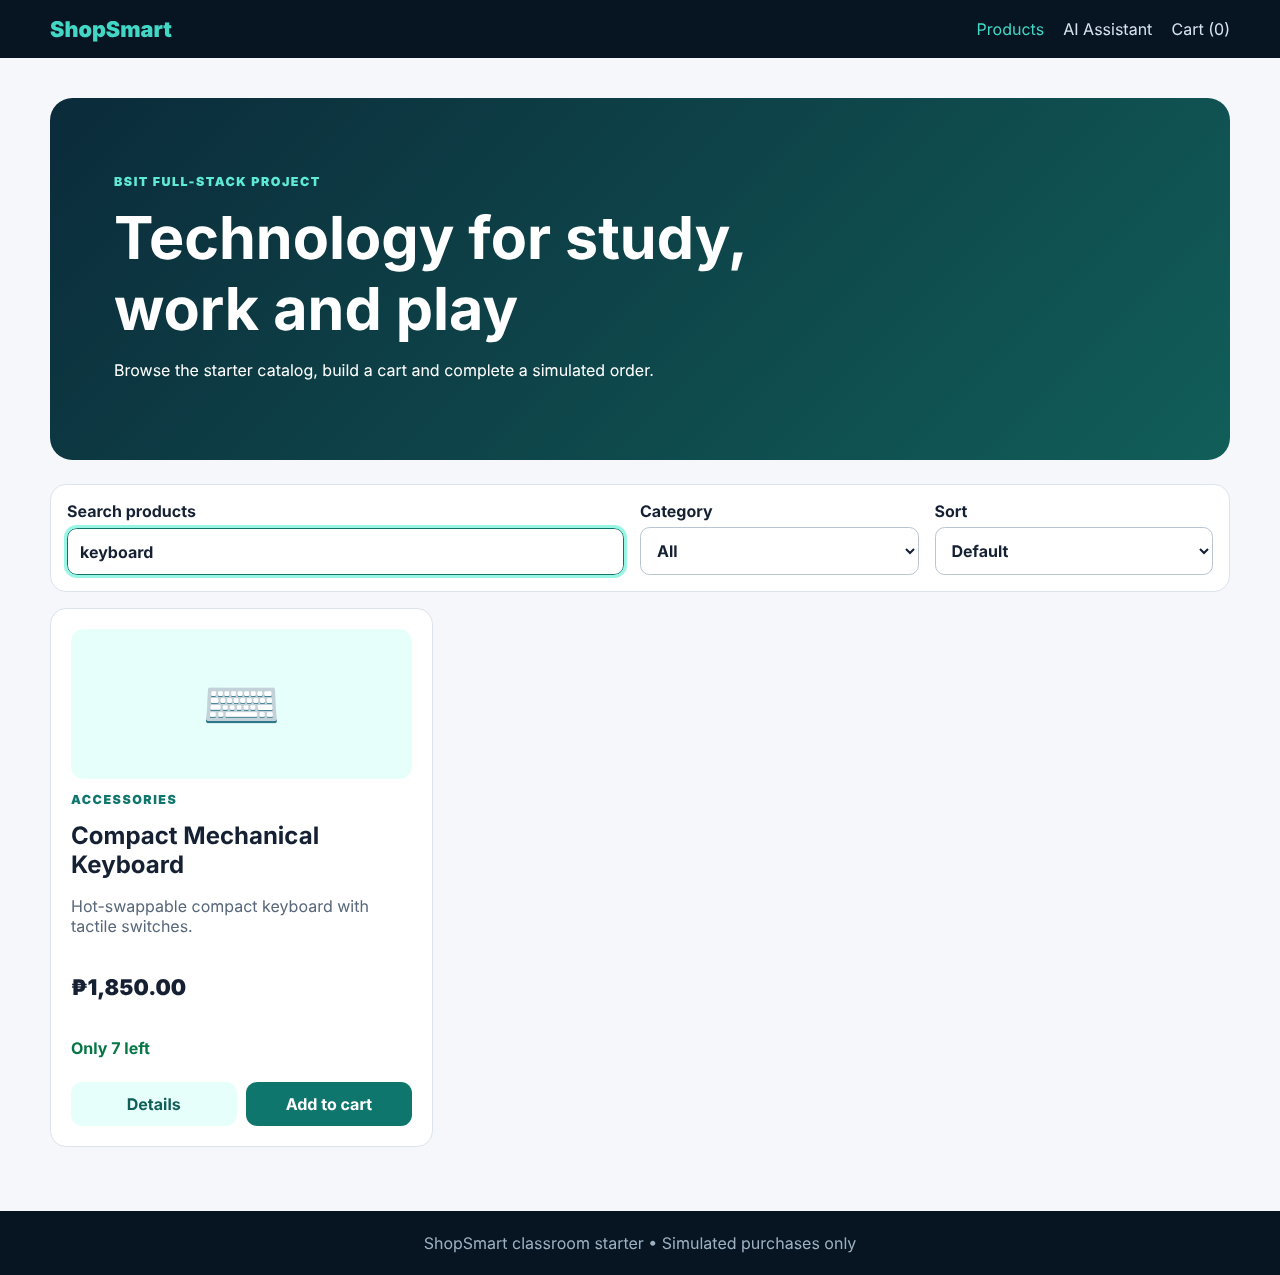 ShopSmart
Products
AI Assistant
Cart (0)
BSIT FULL-STACK PROJECT
Technology for study,
work and play
Browse the starter catalog, build a cart and complete a simulated order.
Search products
Category
Sort
keyboard
All
Default
ACCESSORIES
Compact Mechanical
Keyboard
Hot-swappable compact keyboard with
tactile switches.
₱1,850.00
Only 7 left
Details
Add to cart
ShopSmart classroom starter • Simulated purchases only